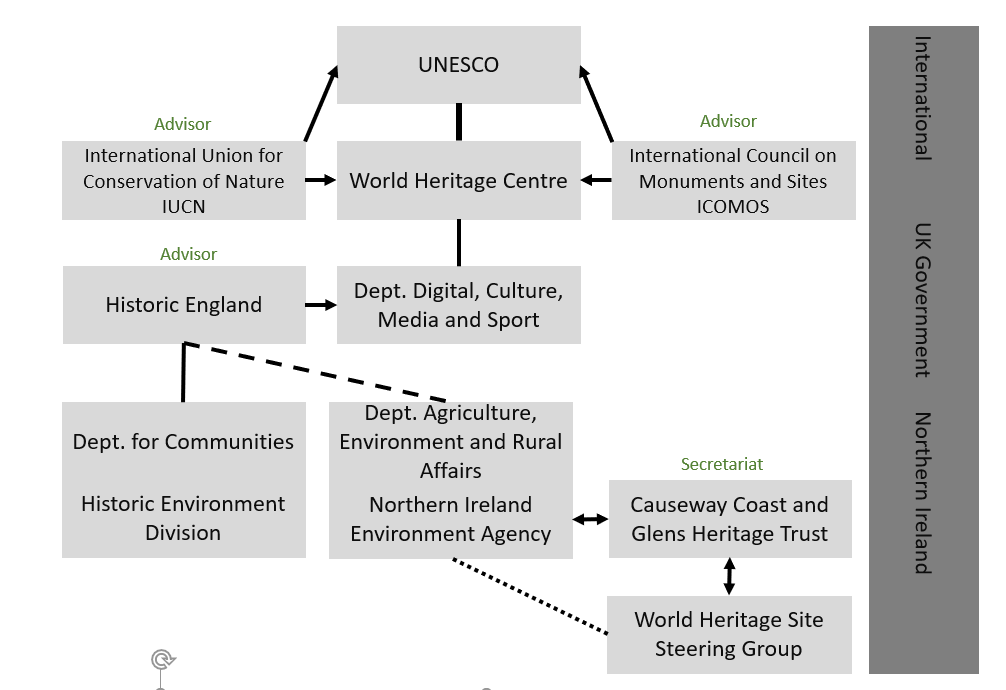 UNESCO
Advisor
Advisor
International Union for
Conservation of Nature
IUCN
World Heritage Centre
International Council on
Monuments and Sites
ICOMOS
Advisor
Historic England
Dept. Digital, Culture,
Media and Sport
Dept. for Communities
Historic Environment
Division
Dept. Agriculture,
Environment and Rural
Affairs
Northern Ireland
Environment Agency
Secretariat
Causeway Coast and
Glens Heritage Trust
World Heritage Site
Steering Group
International
UK Government
Northern Ireland